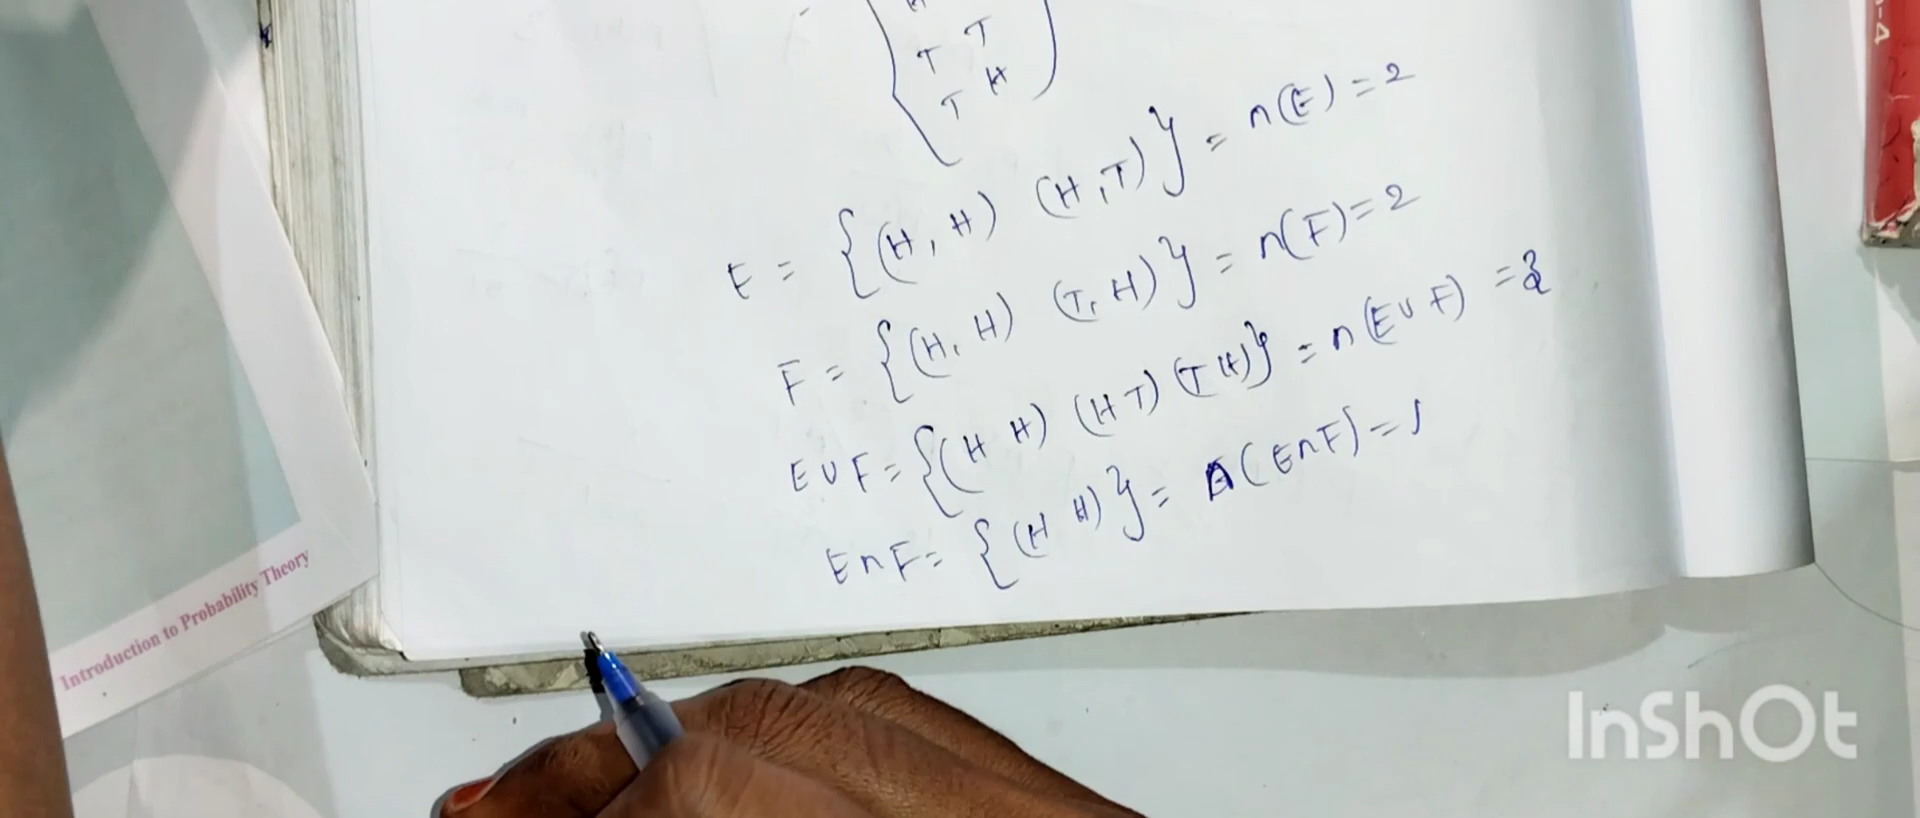 T T
T H
E = {(H, H) (H, T)} = n(E) = 2
F = {(H, H) (T, H)} = n(F) = 2
E ∪ F = {(H H) (H T) (T H)} = n(E ∪ F) = 3
E ∩ F = {(H H)} = n(E ∩ F) = 1
Introduction to Probability Theory
InShOt